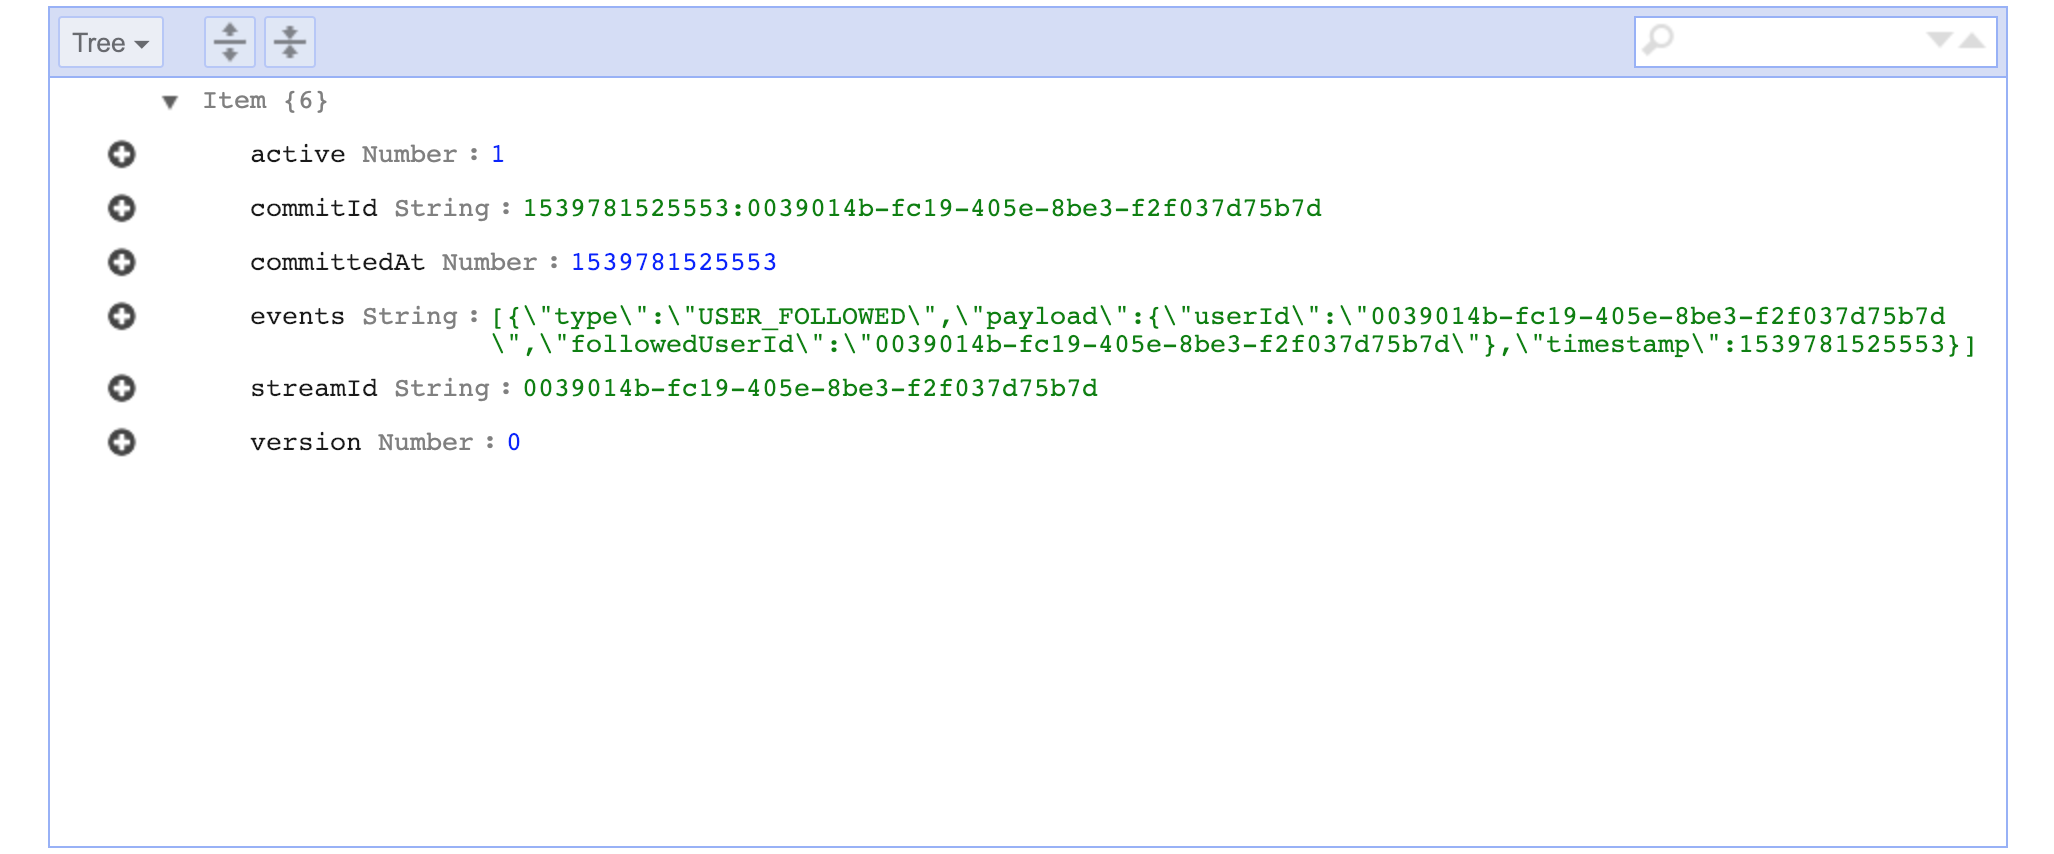 Tree
Item {6}
active Number : 1
commitId String : 1539781525553:0039014b-fc19-405e-8be3-f2f037d75b7d
committedAt Number : 1539781525553
events String : [{\"type\":\"USER_FOLLOWED\",\"payload\":{\"userId\":\"0039014b-fc19-405e-8be3-f2f037d75b7d
\",\"followedUserId\":\"0039014b-fc19-405e-8be3-f2f037d75b7d\"},\"timestamp\":1539781525553}]
streamId String : 0039014b-fc19-405e-8be3-f2f037d75b7d
version Number : 0